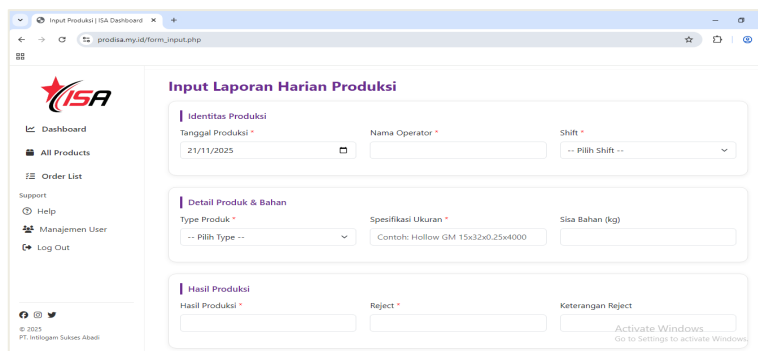 Input Produksi | ISA Dashboard
prodisa.my.id/form_input.php
ISA
Dashboard
All Products
Order List
Support
Help
Manajemen User
Log Out
© 2025
PT. Intilogam Sukses Abadi
Input Laporan Harian Produksi
Identitas Produksi
Tanggal Produksi * Nama Operator * Shift *
21/11/2025 -- Pilih Shift --
Detail Produk & Bahan
Type Produk * Spesifikasi Ukuran * Sisa Bahan (kg)
-- Pilih Type -- Contoh: Hollow GM 15x32x0.25x4000
Hasil Produksi
Hasil Produksi * Reject * Keterangan Reject
Activate Windows
Go to Settings to activate Windows.